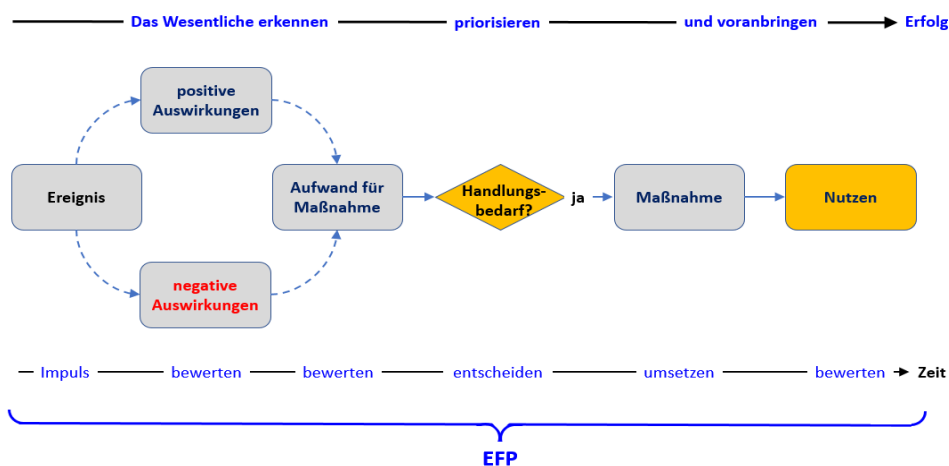 Das Wesentliche erkennen priorisieren und voranbringen Erfolg
positive
Auswirkungen
Ereignis
Aufwand für
Maßnahme
Handlungs-
bedarf?
ja
Maßnahme
Nutzen
negative
Auswirkungen
Impuls bewerten bewerten entscheiden umsetzen bewerten Zeit
EFP